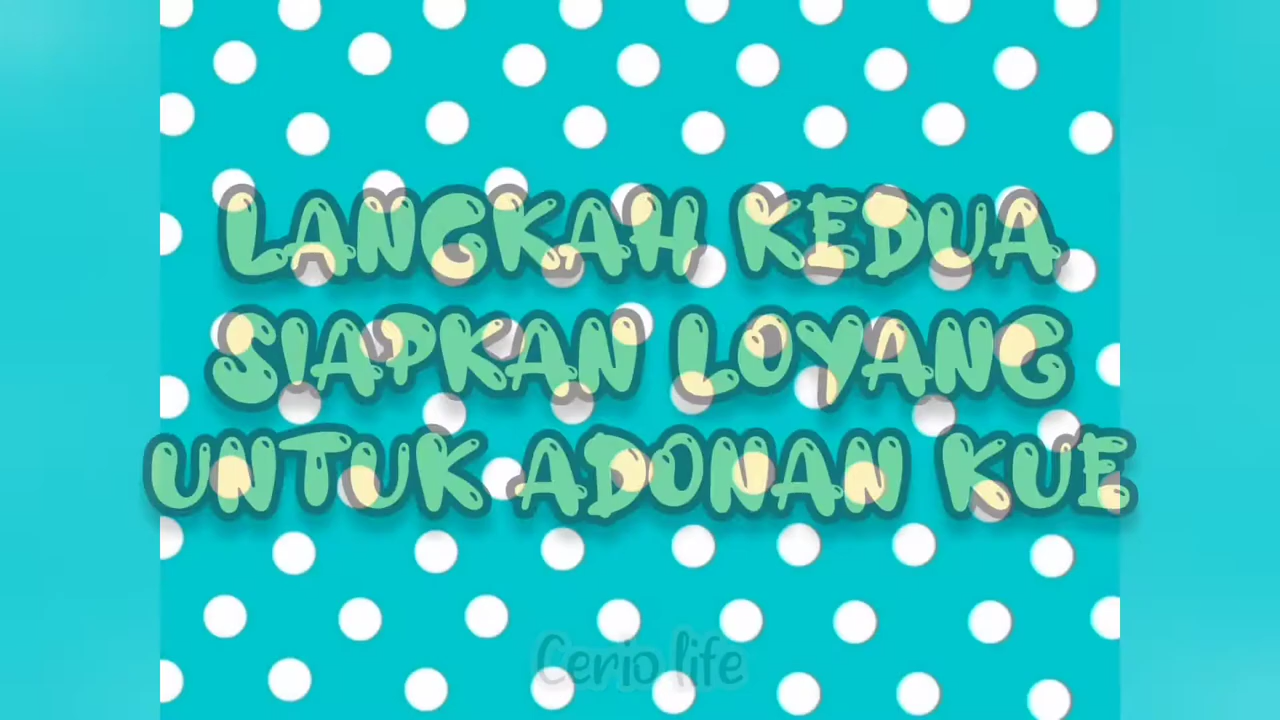 LANGKAH KEDUA
SIAPKAN LOYANG
UNTUK ADONAN KUE
Cerio life